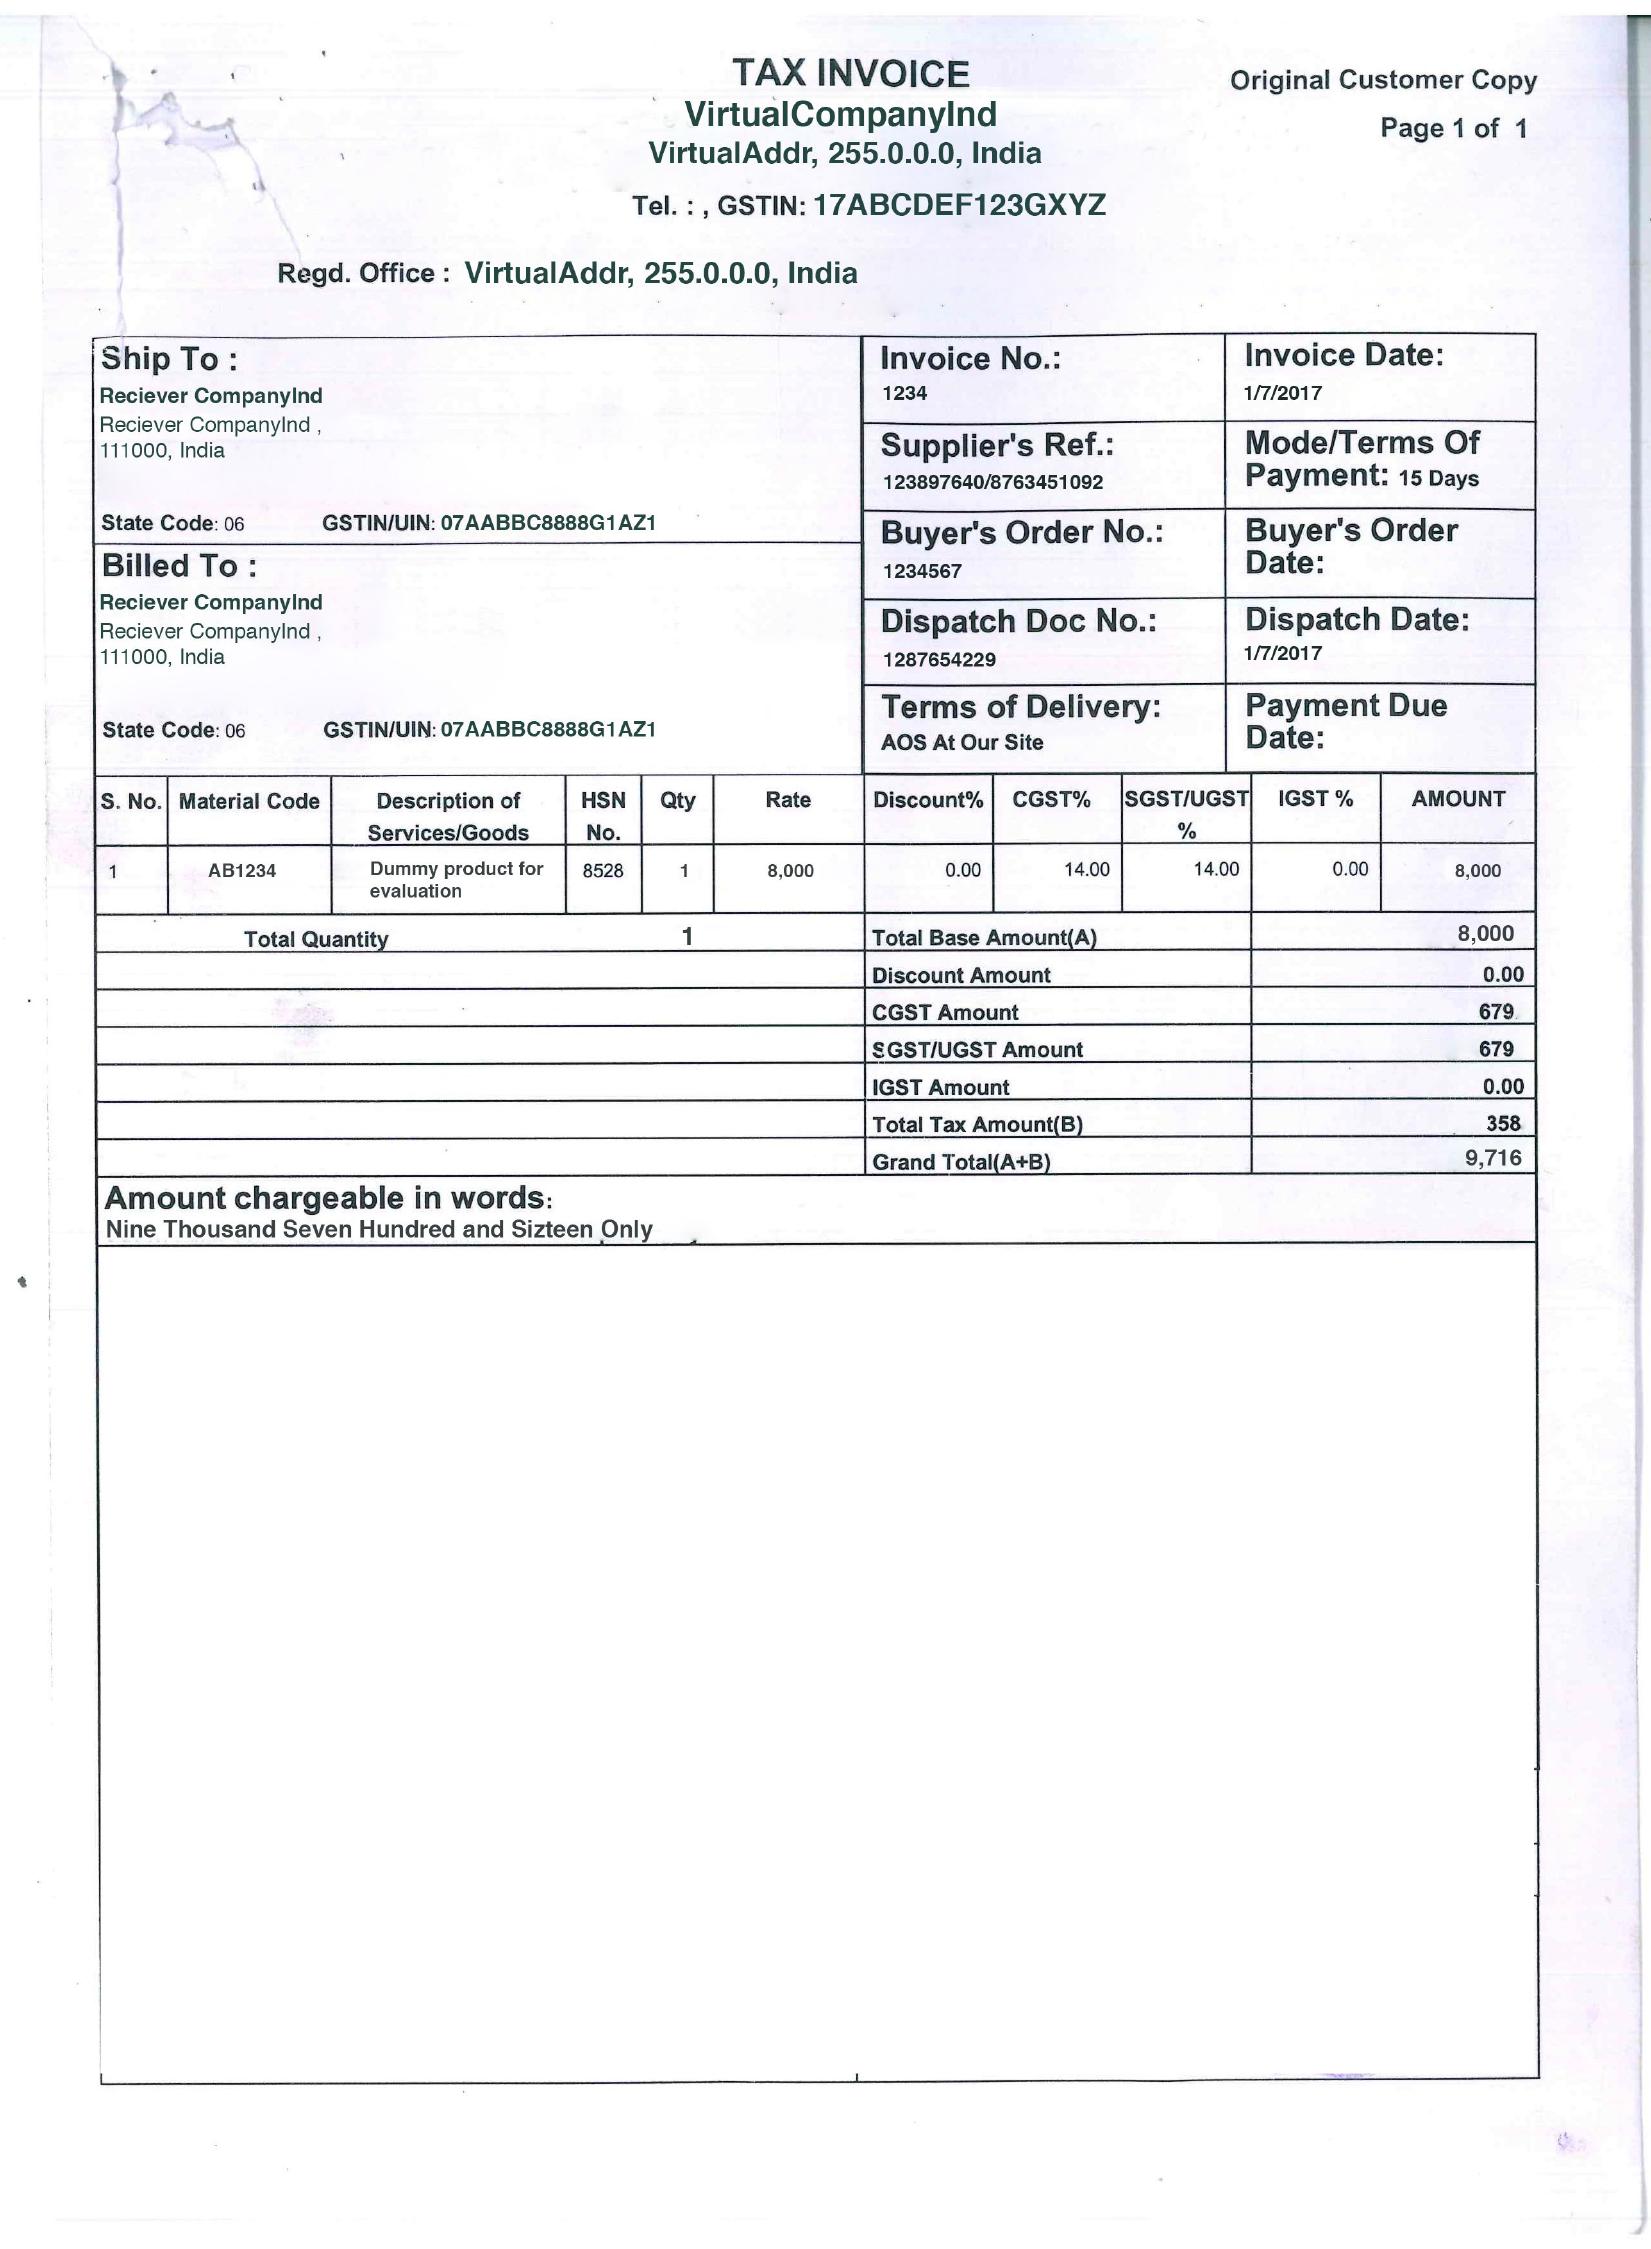 TAX INVOICE
Original Customer Copy
VirtualCompanyInd
Page 1 of 1
VirtualAddr, 255.0.0.0, India
Tel. : , GSTIN: 17ABCDEF123GXYZ
Regd. Office : VirtualAddr, 255.0.0.0, India
Ship To :
Reciever CompanyInd
Reciever CompanyInd ,
111000, India
State Code: 06 GSTIN/UIN: 07AABBC8888G1AZ1
Billed To :
Reciever CompanyInd
Reciever CompanyInd ,
111000, India
State Code: 06 GSTIN/UIN: 07AABBC8888G1AZ1
Invoice No.:
1234
Invoice Date:
1/7/2017
Supplier's Ref.:
123897640/8763451092
Mode/Terms Of
Payment: 15 Days
Buyer's Order No.:
1234567
Buyer's Order
Date:
Dispatch Doc No.:
1287654229
Dispatch Date:
1/7/2017
Terms of Delivery:
AOS At Our Site
Payment Due
Date:
S. No. Material Code Description of HSN Qty Rate Discount% CGST% SGST/UGST IGST % AMOUNT
Services/Goods No. %
1 AB1234 Dummy product for 8528 1 8,000 0.00 14.00 14.00 0.00 8,000
evaluation
Total Quantity 1 Total Base Amount(A) 8,000
Discount Amount 0.00
CGST Amount 679
SGST/UGST Amount 679
IGST Amount 0.00
Total Tax Amount(B) 358
Grand Total(A+B) 9,716
Amount chargeable in words:
Nine Thousand Seven Hundred and Sizteen Only